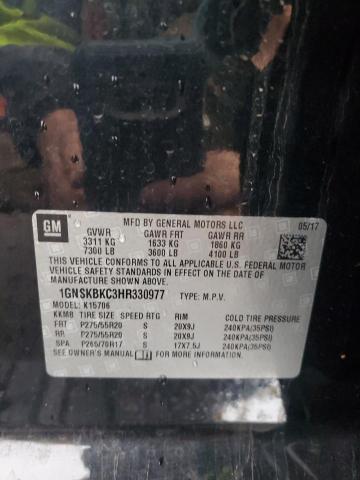 GM
MFD BY GENERAL MOTORS LLC 05/17
GVWR GAWR FRT GAWR RR
3311 KG 1633 KG 1860 KG
7300 LB 3600 LB 4100 LB
THIS VEHICLE CONFORMS TO ALL APPLICABLE U.S. FEDERAL MOTOR
VEHICLE SAFETY STANDARDS IN EFFECT ON THE DATE OF
MANUFACTURE SHOWN ABOVE.
1GNSKBKC3HR330977 TYPE: M.P.V.
MODEL: K15706
KKMB TIRE SIZE SPEED RTG RIM COLD TIRE PRESSURE
FRT P275/55R20 S 20X9J 240KPA(35PSI)
RR P275/55R20 S 20X9J 240KPA(35PSI)
SPA P265/70R17 S 17X7.5J 240KPA(35PSI)
SEE OWNER'S MANUAL FOR MORE INFORMATION.